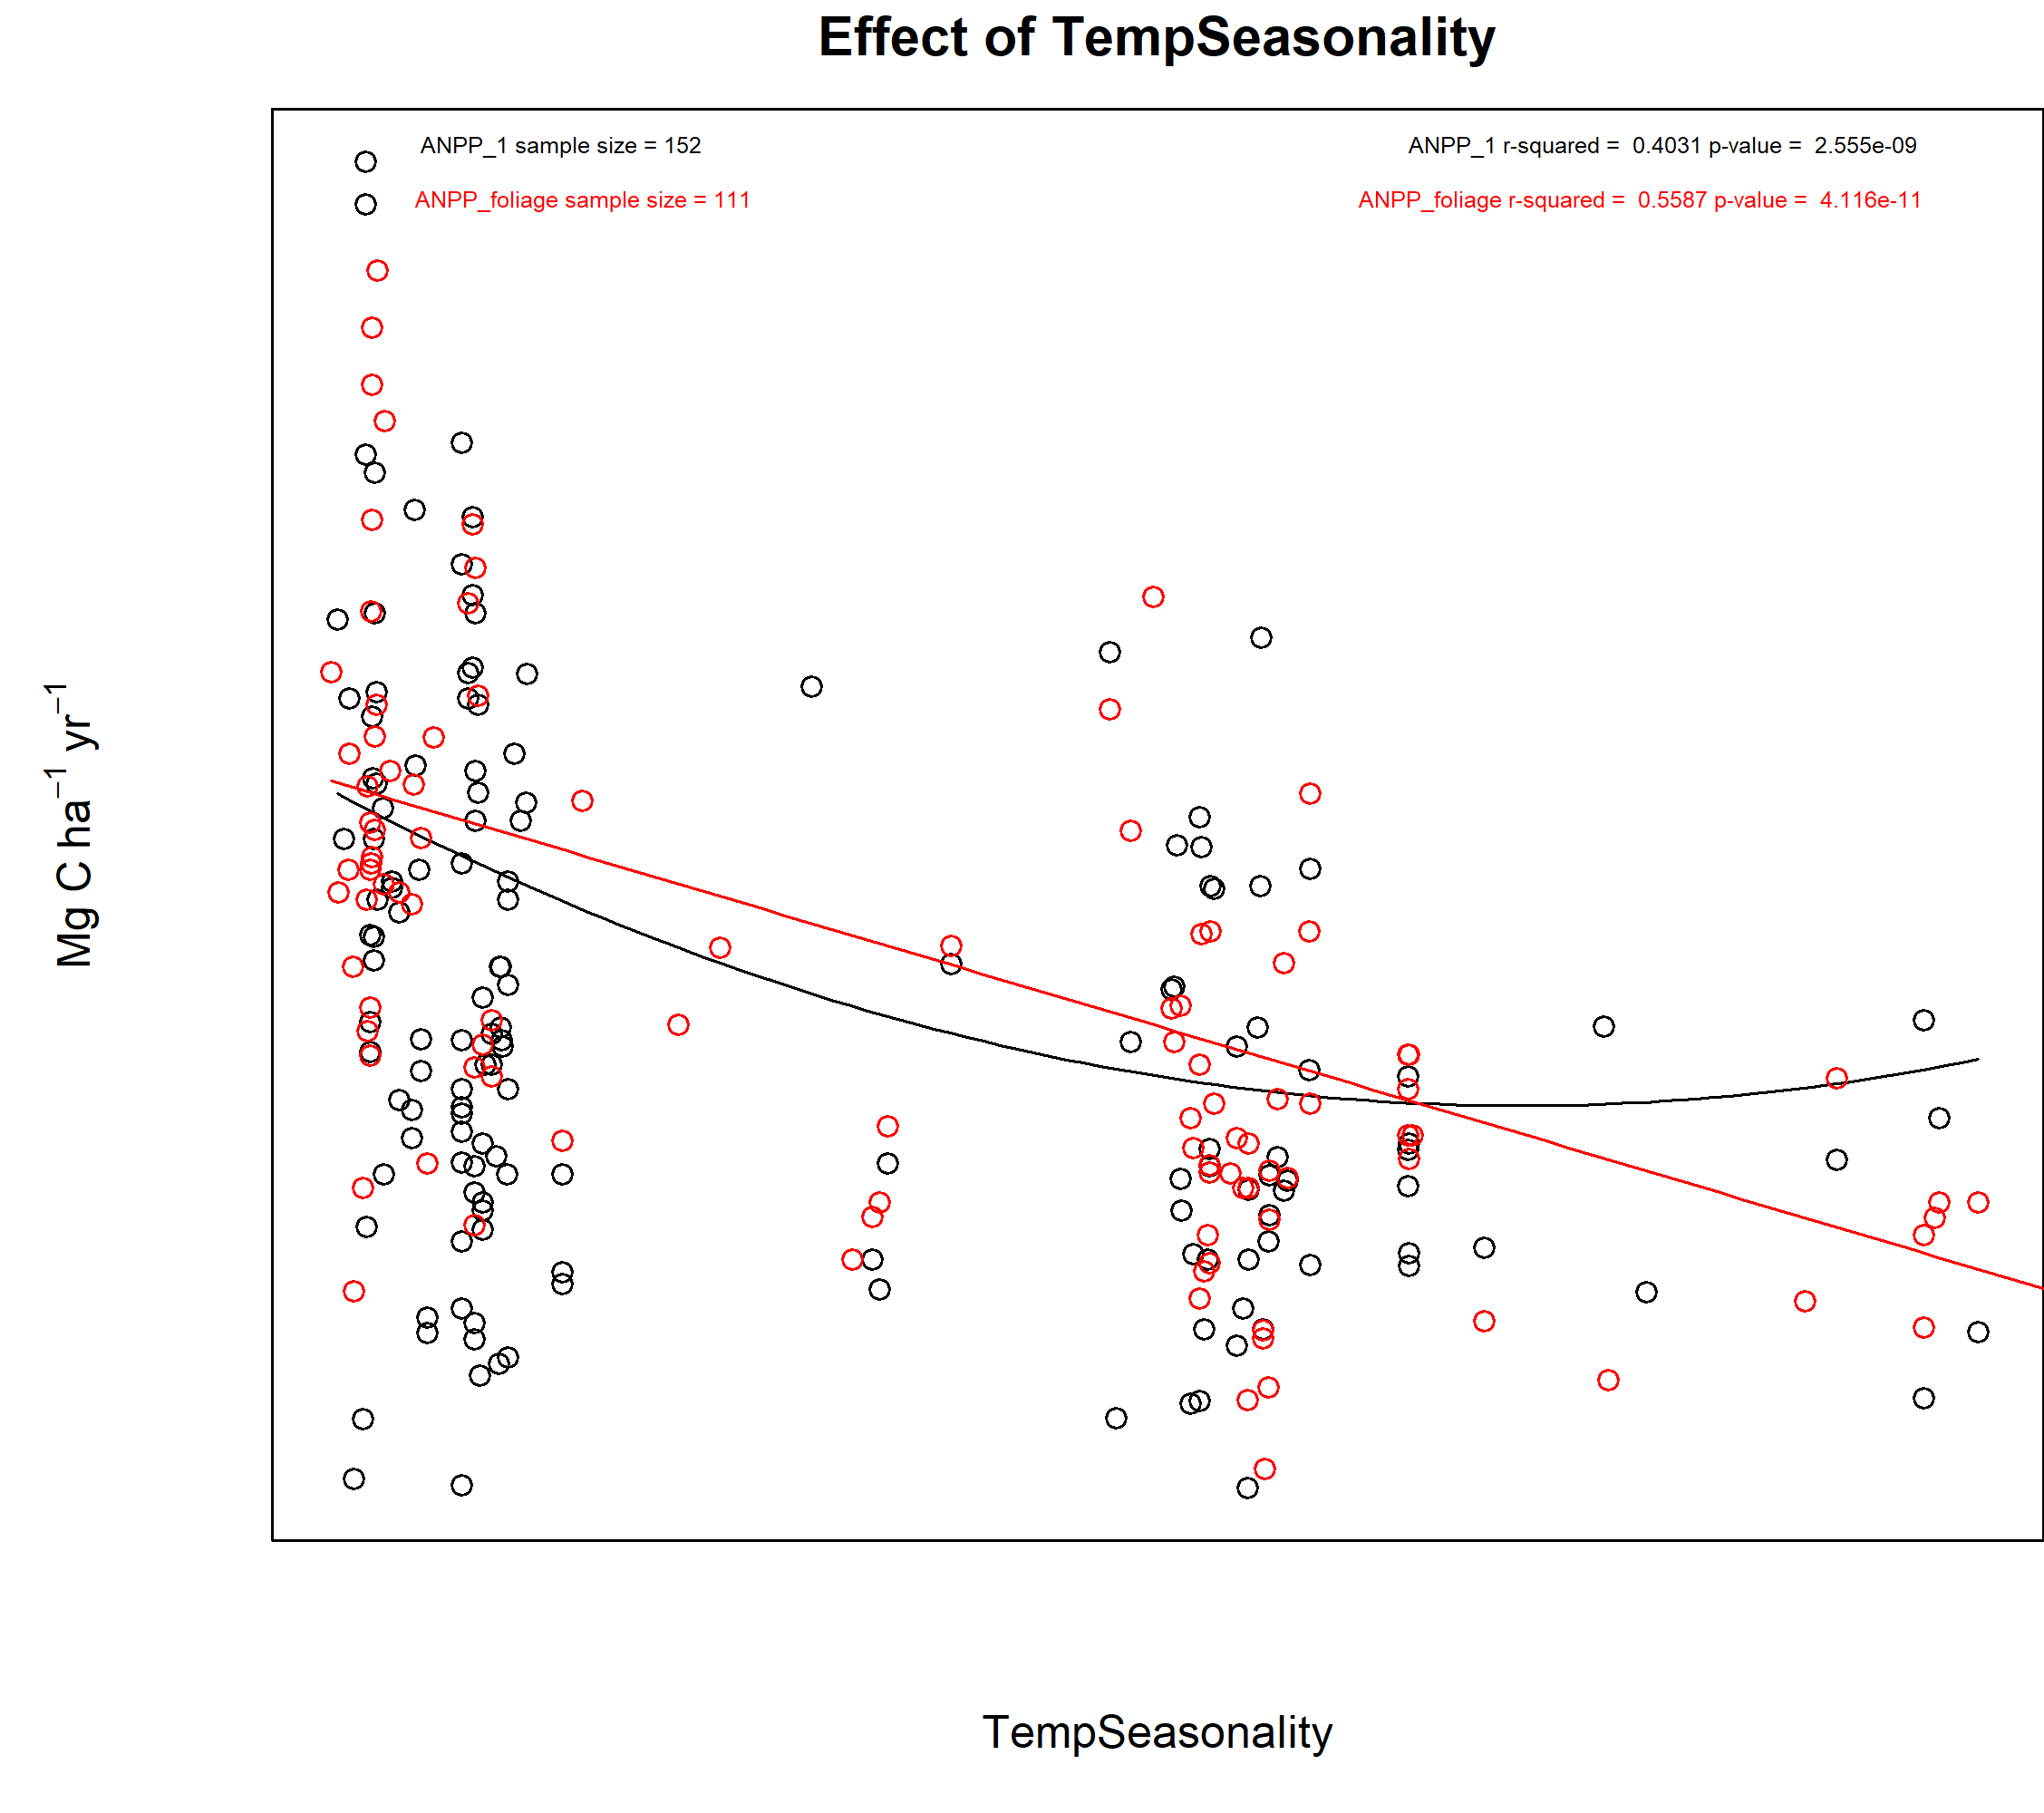 Effect of TempSeasonality
ANPP_1 sample size = 152
ANPP_1 r-squared = 0.4031 p-value = 2.555e-09
ANPP_foliage sample size = 111
ANPP_foliage r-squared = 0.5587 p-value = 4.116e-11
Mg C ha⁻¹ yr⁻¹
TempSeasonality